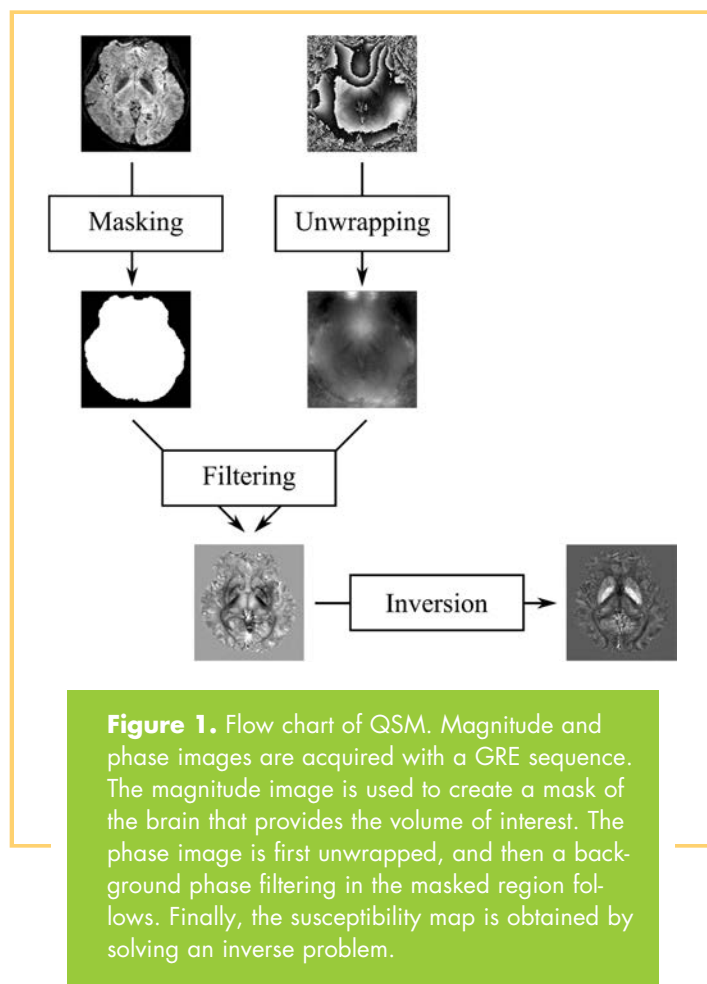 Masking
Unwrapping
Filtering
Inversion
Figure 1. Flow chart of QSM. Magnitude and
phase images are acquired with a GRE sequence.
The magnitude image is used to create a mask of
the brain that provides the volume of interest. The
phase image is first unwrapped, and then a back-
ground phase filtering in the masked region fol-
lows. Finally, the susceptibility map is obtained by
solving an inverse problem.